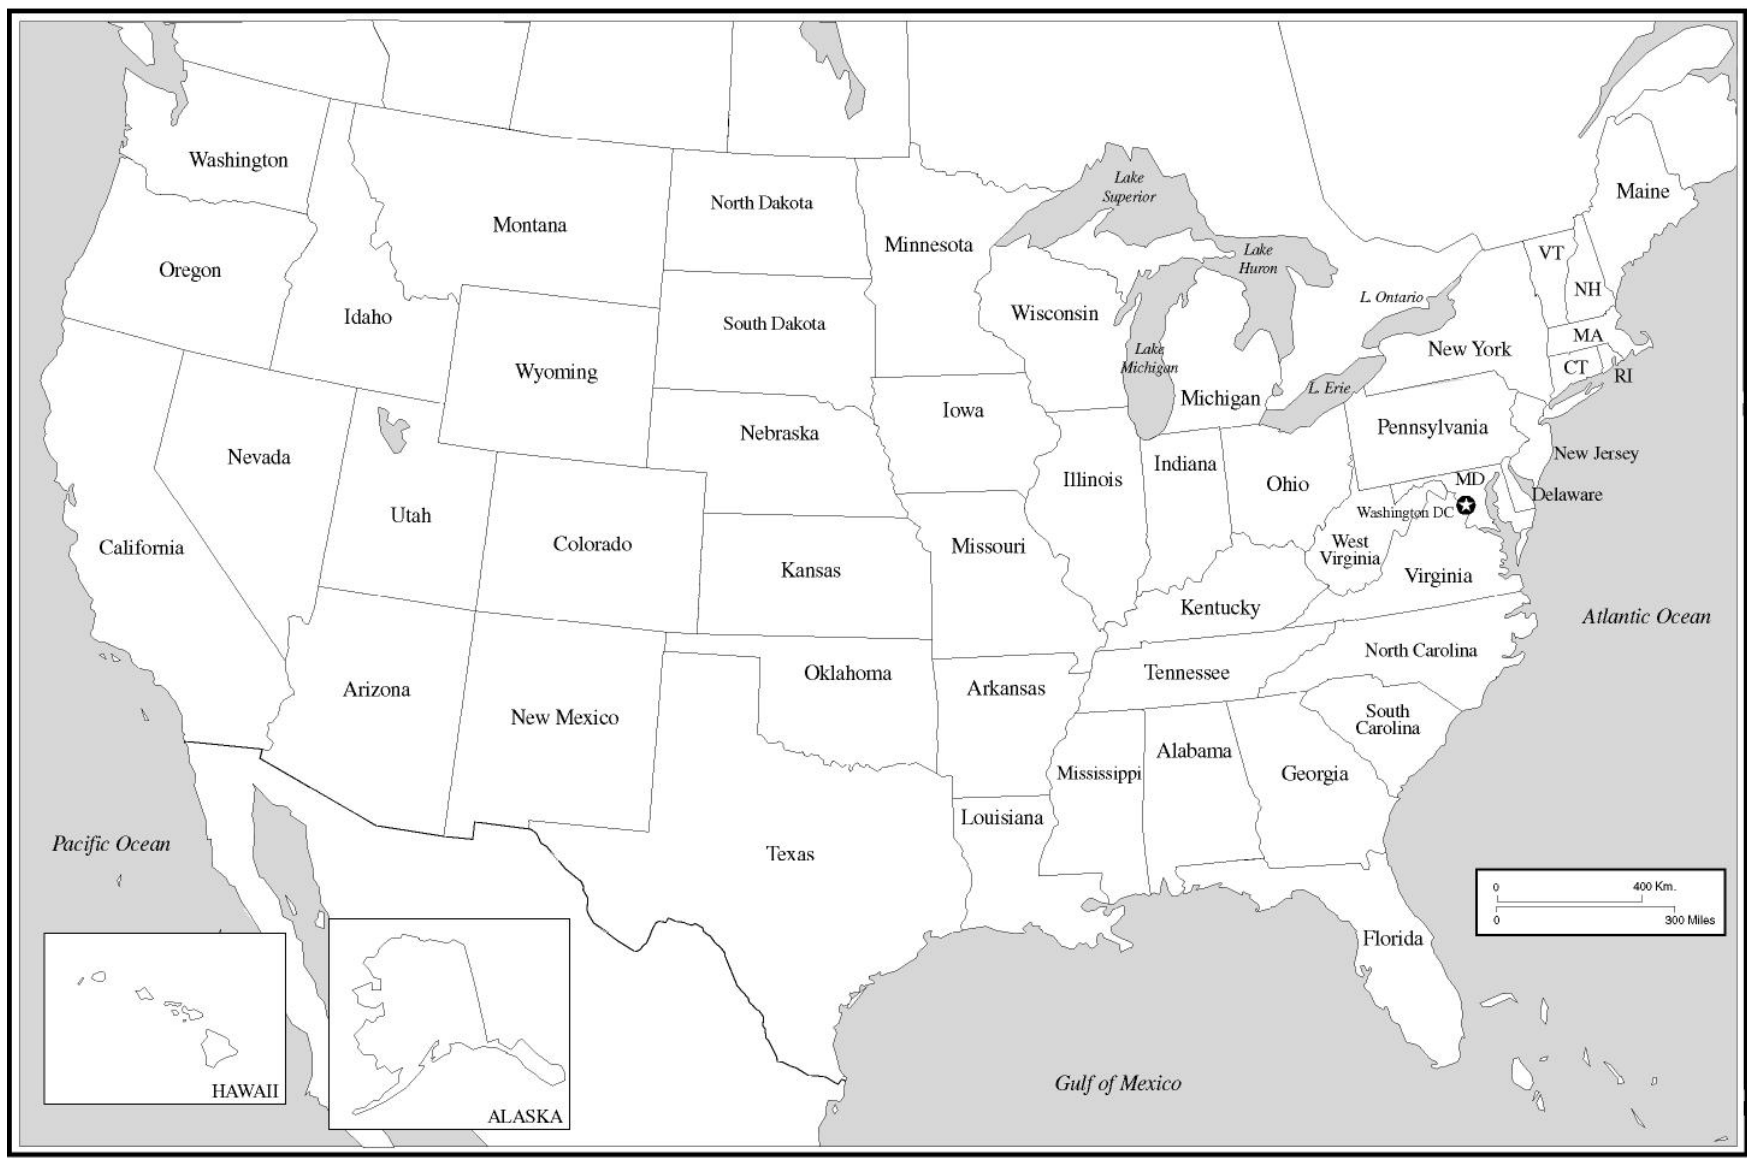 Washington
Montana
North Dakota
Minnesota
Lake
Superior
Maine
Oregon
Idaho
South Dakota
Wisconsin
Lake
Huron
VT
NH
L. Ontario
MA
Wyoming
Lake
Michigan
Michigan
L. Erie
New York
CT
RI
Iowa
Nebraska
Pennsylvania
Nevada
Illinois
Indiana
Ohio
MD
New Jersey
Delaware
Washington DC
Utah
Colorado
California
Kansas
Missouri
West
Virginia
Virginia
Kentucky
Atlantic Ocean
Arizona
New Mexico
Oklahoma
Arkansas
Tennessee
North Carolina
South
Carolina
Mississippi
Alabama
Georgia
Louisiana
Texas
Pacific Ocean
Florida
0
400 Km.
0
300 Miles
Gulf of Mexico
HAWAII
ALASKA